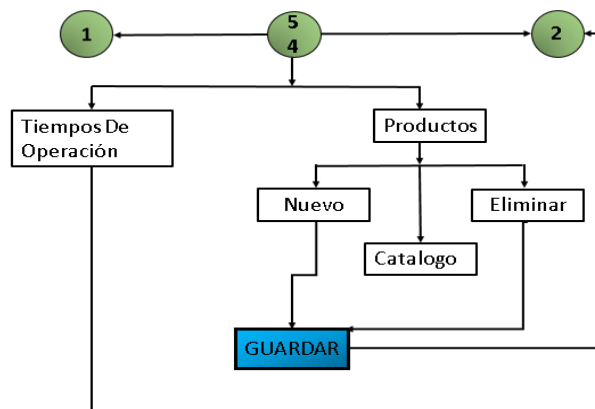 1
5
4
2
Tiempos De
Operación
Productos
Nuevo
Eliminar
Catalogo
GUARDAR